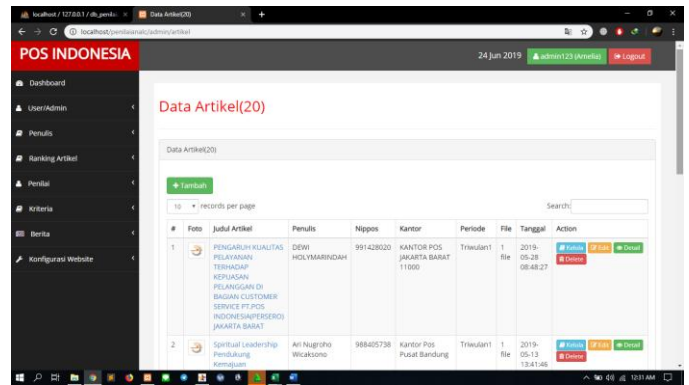 localhost / 127.0.0.1 / db_penilai
Data Artikel(20)
localhost/penilaianalc/admin/artikel
POS INDONESIA
24 Jun 2019
admin123 (Amelia)
Logout
Dashboard
User/Admin
Penulis
Ranking Artikel
Penilai
Kriteria
Berita
Konfigurasi Website
Data Artikel(20)
Data Artikel(20)
+Tambah
10 records per page
Search:
# Foto Judul Artikel Penulis Nippos Kantor Periode File Tanggal Action
1 PENGARUH KUALITAS DEWI 991428020 KANTOR POS Triwulan1 1 2019- Kelola Edit Detail
PELAYANAN HOLYMARINDAH JAKARTA BARAT file 05-28 Delete
TERHADAP 11000 08:48:27
KEPUASAN
PELANGGAN DI
BAGIAN CUSTOMER
SERVICE PT.POS
INDONESIA(PERSERO)
JAKARTA BARAT
2 Spiritual Leadership Ari Nugroho 988405738 Kantor Pos Triwulan1 1 2019- Kelola Edit Detail
Pendukung Wicaksono Pusat Bandung file 05-13 Delete
Kemajuan 13:41:46
12:31 AM